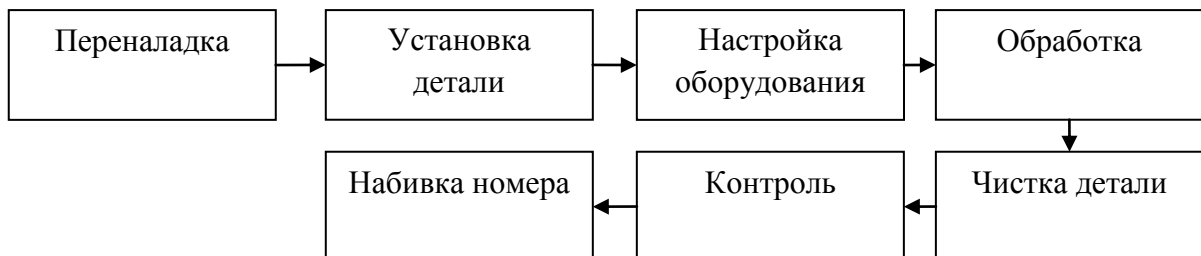 Переналадка
Установка
детали
Настройка
оборудования
Обработка
Набивка номера
Контроль
Чистка детали